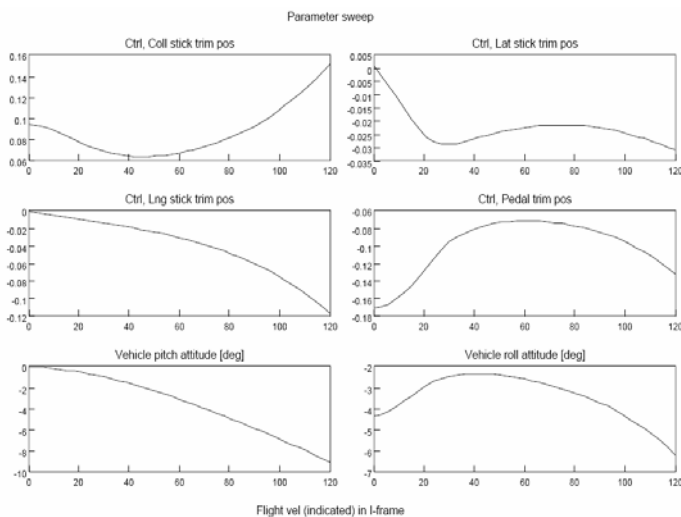 Parameter sweep
Ctrl, Coll stick trim pos
0.16
0.14
0.12
0.10
0.08
0.06
0 20 40 60 80 100 120
Ctrl, Lat stick trim pos
0.005
0
-0.005
-0.01
-0.015
-0.025
-0.03
-0.035
0 20 40 60 80 100 120
Ctrl, Lng stick trim pos
0
-0.02
-0.04
-0.06
-0.08
-0.1
-0.12
0 20 40 60 80 100 120
Ctrl, Pedal trim pos
-0.06
-0.08
-0.1
-0.12
-0.14
-0.16
-0.18
0 20 40 60 80 100 120
Vehicle pitch attitude [deg]
0
-2
-4
-6
-8
-10
0 20 40 60 80 100 120
Vehicle roll attitude [deg]
-2
-3
-4
-5
-6
-7
0 20 40 60 80 100 120
Flight vel (indicated) in I-frame